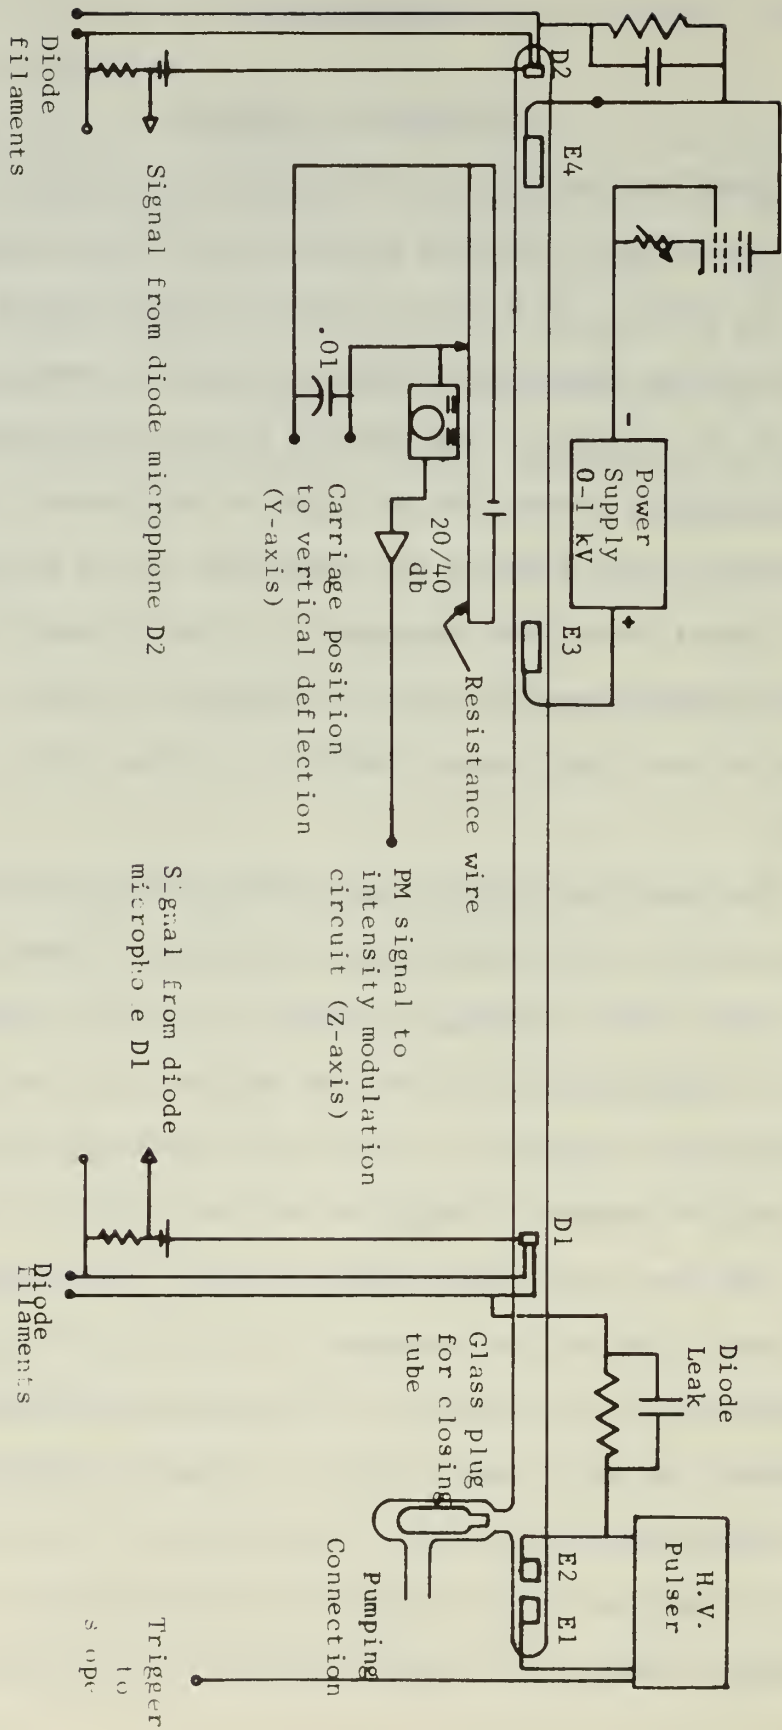 Diode
filaments
D2
E4
Signal from diode microphone D2
.01
Carriage position
to vertical deflection
(Y-axis)
20/40
db
-
Power
Supply
0-1 kV
+
E3
Resistance wire
PM signal to
intensity modulation
circuit (Z-axis)
Signal from diode
D1
D1
Diode
filaments
Diode
Leak
Glass plug
for closing
tube
Pumping
Connection
H.V.
Pulser
E2
E1
Trigger
to